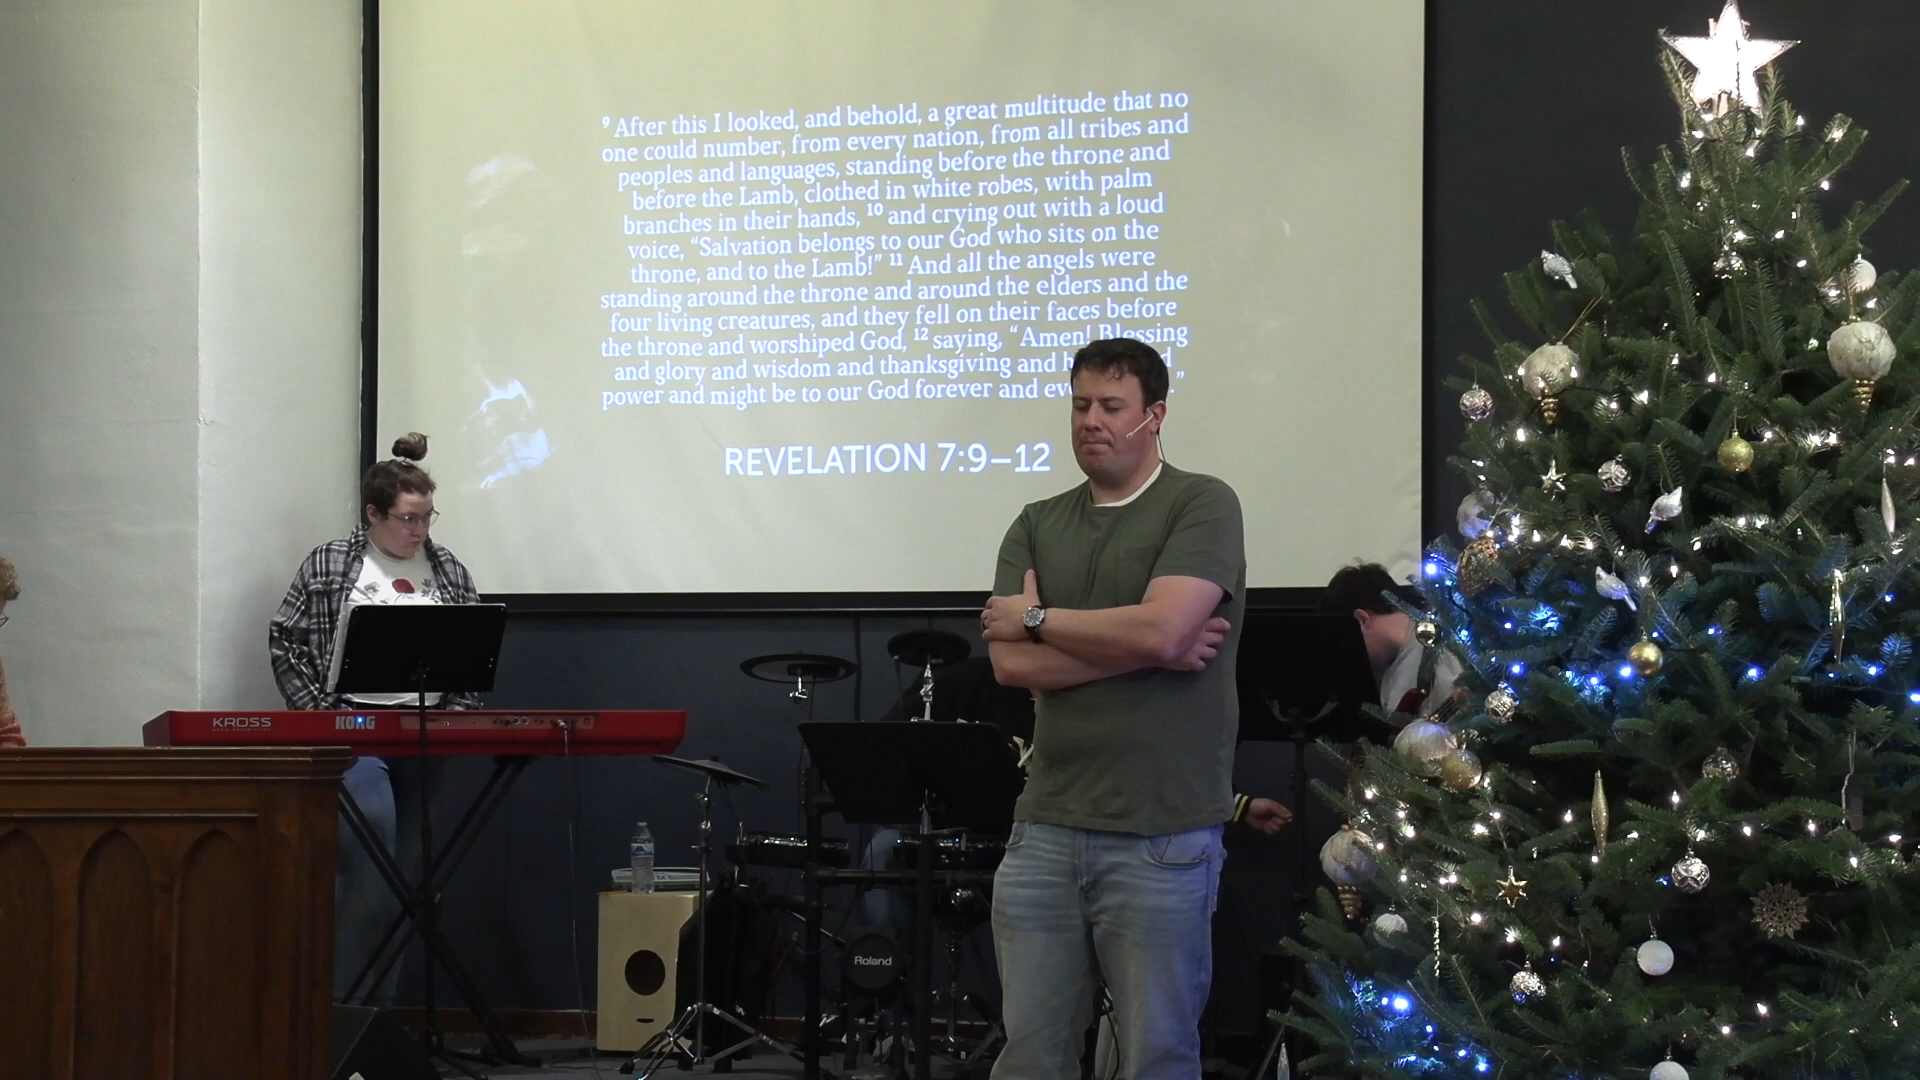 ⁹ After this I looked, and behold, a great multitude that no
one could number, from every nation, from all tribes and
peoples and languages, standing before the throne and
before the Lamb, clothed in white robes, with palm
branches in their hands, ¹⁰ and crying out with a loud
voice, “Salvation belongs to our God who sits on the
throne, and to the Lamb!” ¹¹ And all the angels were
standing around the throne and around the elders and the
four living creatures, and they fell on their faces before
the throne and worshiped God, ¹² saying, “Amen! Blessing
and glory and wisdom and thanksgiving and
power and might be to our God forever and
REVELATION 7:9–12
KROSS
KORG
Roland